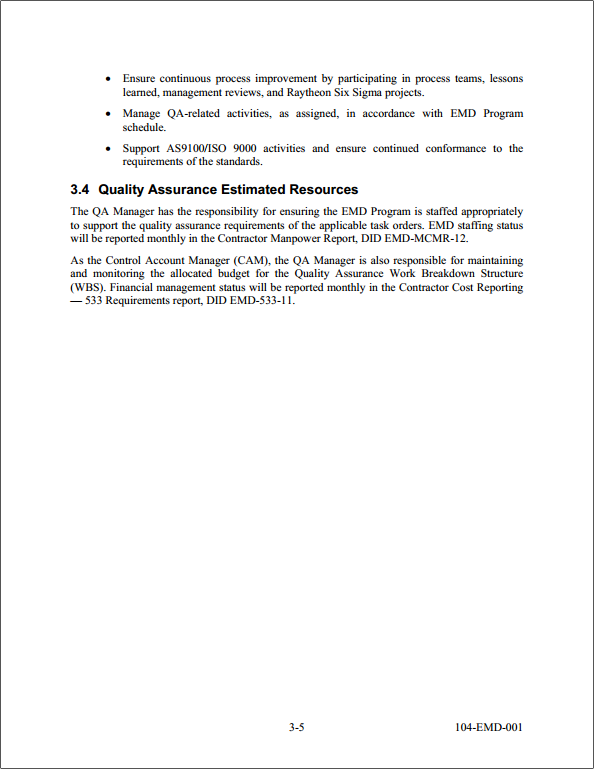 • Ensure continuous process improvement by participating in process teams, lessons
learned, management reviews, and Raytheon Six Sigma projects.
• Manage QA-related activities, as assigned, in accordance with EMD Program
schedule.
• Support AS9100/ISO 9000 activities and ensure continued conformance to the
requirements of the standards.
3.4 Quality Assurance Estimated Resources
The QA Manager has the responsibility for ensuring the EMD Program is staffed appropriately
to support the quality assurance requirements of the applicable task orders. EMD staffing status
will be reported monthly in the Contractor Manpower Report, DID EMD-MCMR-12.
As the Control Account Manager (CAM), the QA Manager is also responsible for maintaining
and monitoring the allocated budget for the Quality Assurance Work Breakdown Structure
(WBS). Financial management status will be reported monthly in the Contractor Cost Reporting
— 533 Requirements report, DID EMD-533-11.
3-5 104-EMD-001